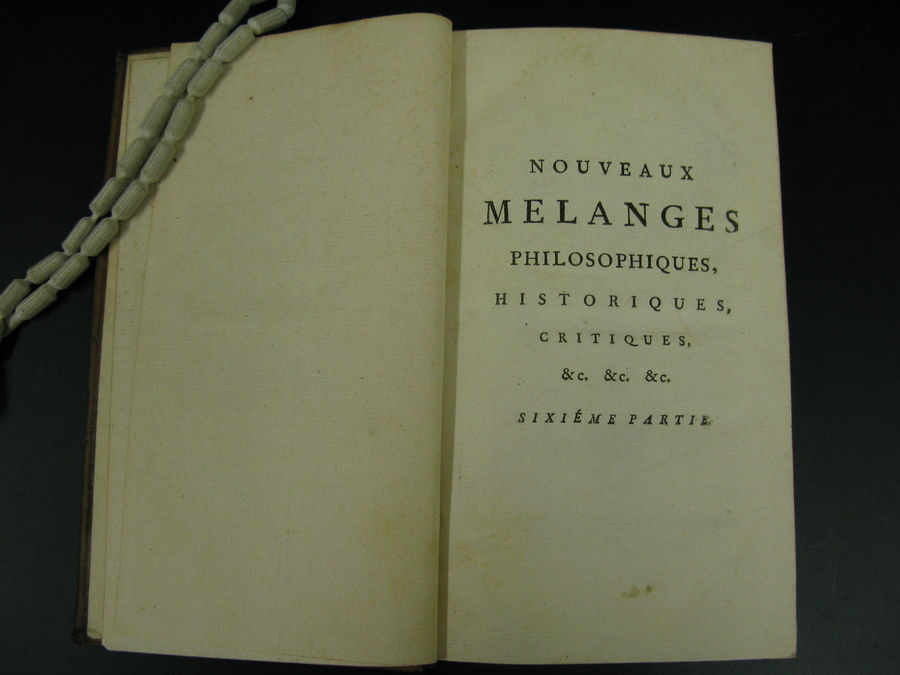 NOUVEAUX
MELANGES
PHILOSOPHIQUES,
HISTORIQUES,
CRITIQUES,
&c. &c. &c.
SIXIÉME PARTIE.